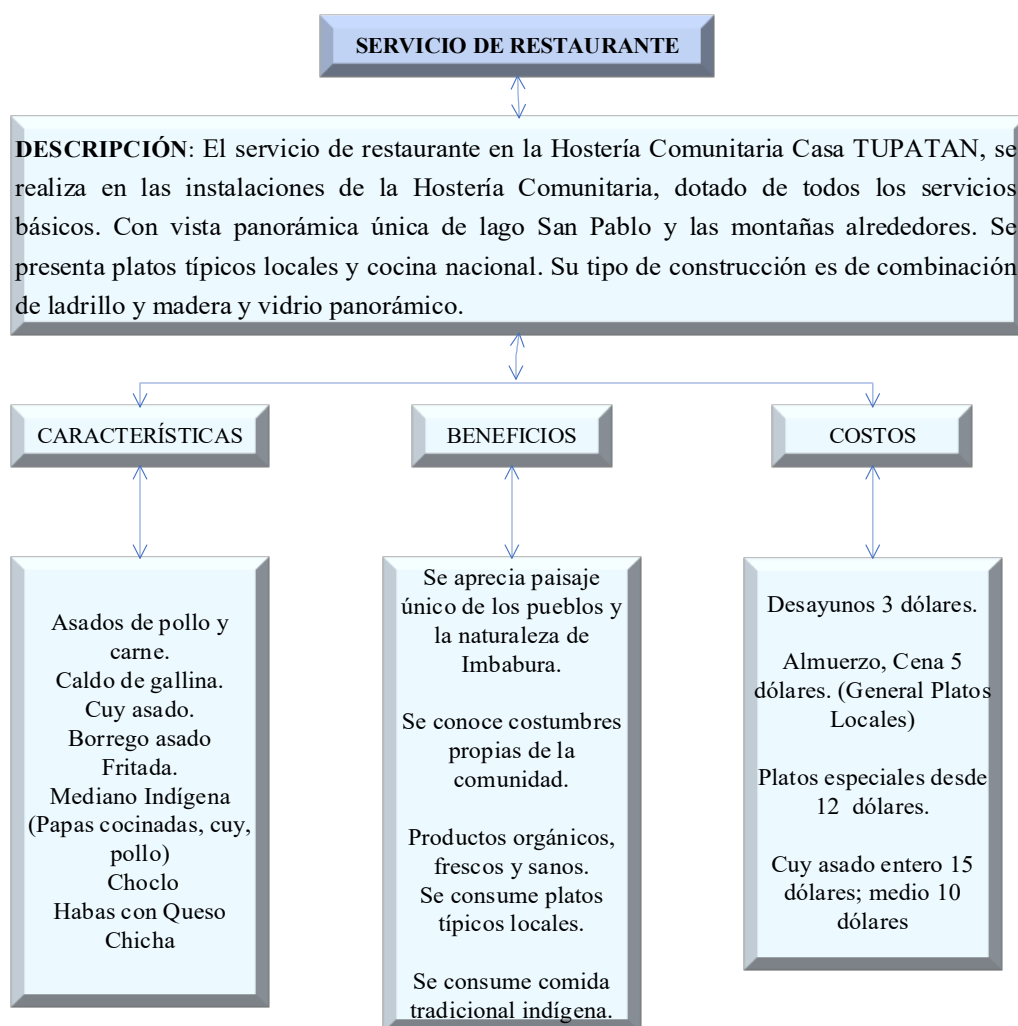 SERVICIO DE RESTAURANTE
DESCRIPCIÓN: El servicio de restaurante en la Hostería Comunitaria Casa TUPATAN, se
realiza en las instalaciones de la Hostería Comunitaria, dotado de todos los servicios
básicos. Con vista panorámica única de lago San Pablo y las montañas alrededores. Se
presenta platos típicos locales y cocina nacional. Su tipo de construcción es de combinación
de ladrillo y madera y vidrio panorámico.
CARACTERÍSTICAS
Asados de pollo y
carne.
Caldo de gallina.
Cuy asado.
Borrego asado
Fritada.
Mediano Indígena
(Papas cocinadas, cuy,
pollo)
Choclo
Habas con Queso
Chicha
BENEFICIOS
Se aprecia paisaje
único de los pueblos y
la naturaleza de
Imbabura.
Se conoce costumbres
propias de la
comunidad.
Productos orgánicos,
frescos y sanos.
Se consume platos
típicos locales.
Se consume comida
tradicional indígena.
COSTOS
Desayunos 3 dólares.
Almuerzo, Cena 5
dólares. (General Platos
Locales)
Platos especiales desde
12 dólares.
Cuy asado entero 15
dólares; medio 10
dólares